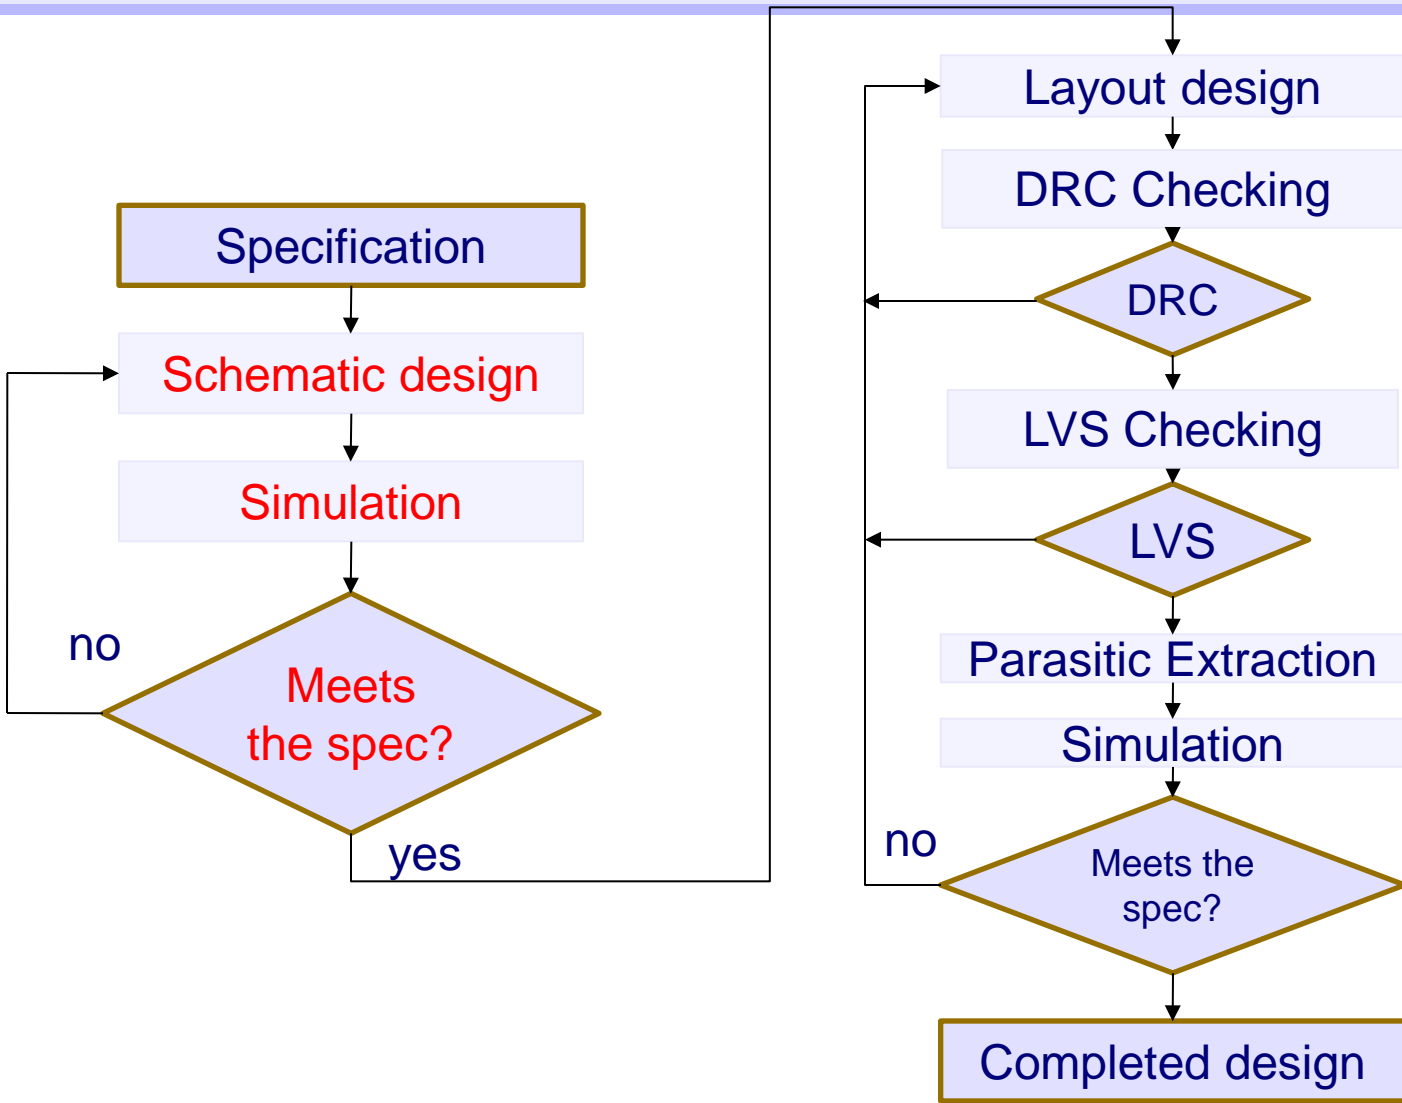 Specification
Schematic design
Simulation
no
Meets
the spec?
yes
Layout design
DRC Checking
DRC
LVS Checking
LVS
Parasitic Extraction
Simulation
no
Meets the
spec?
Completed design